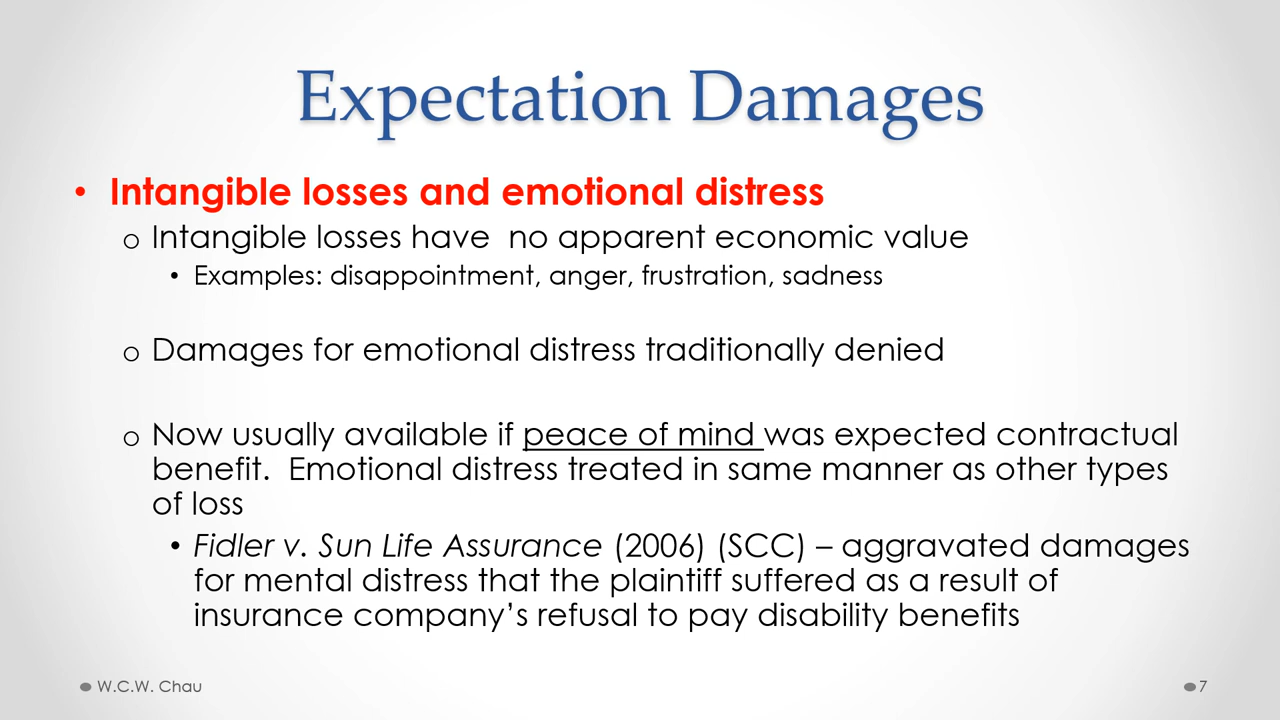 Expectation Damages
• Intangible losses and emotional distress
o Intangible losses have  no apparent economic value
• Examples: disappointment, anger, frustration, sadness
o Damages for emotional distress traditionally denied
o Now usually available if peace of mind was expected contractual
benefit.  Emotional distress treated in same manner as other types
of loss
• Fidler v. Sun Life Assurance (2006) (SCC) – aggravated damages
for mental distress that the plaintiff suffered as a result of
insurance company’s refusal to pay disability benefits
W.C.W. Chau
7